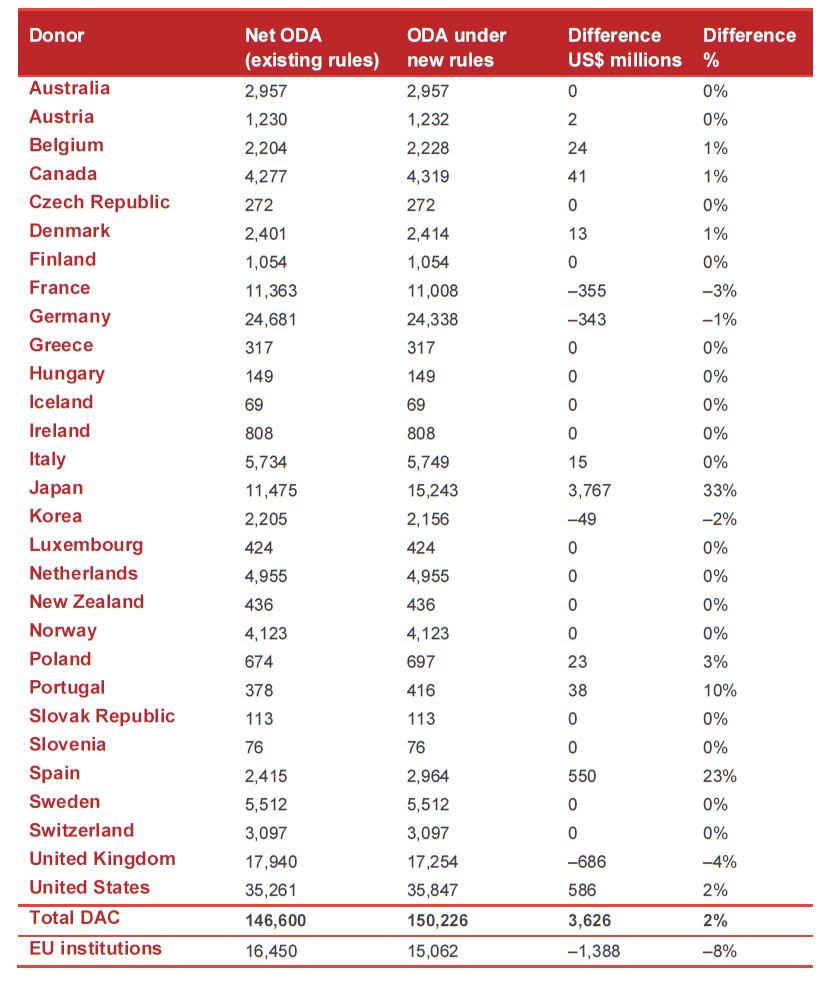 Donor Net ODA (existing rules) ODA under new rules Difference US$ millions Difference %
Australia 2,957 2,957 0 0%
Austria 1,230 1,232 2 0%
Belgium 2,204 2,228 24 1%
Canada 4,277 4,319 41 1%
Czech Republic 272 272 0 0%
Denmark 2,401 2,414 13 1%
Finland 1,054 1,054 0 0%
France 11,363 11,008 –355 –3%
Germany 24,681 24,338 –343 –1%
Greece 317 317 0 0%
Hungary 149 149 0 0%
Iceland 69 69 0 0%
Ireland 808 808 0 0%
Italy 5,734 5,749 15 0%
Japan 11,475 15,243 3,767 33%
Korea 2,205 2,156 –49 –2%
Luxembourg 424 424 0 0%
Netherlands 4,955 4,955 0 0%
New Zealand 436 436 0 0%
Norway 4,123 4,123 0 0%
Poland 674 697 23 3%
Portugal 378 416 38 10%
Slovak Republic 113 113 0 0%
Slovenia 76 76 0 0%
Spain 2,415 2,964 550 23%
Sweden 5,512 5,512 0 0%
Switzerland 3,097 3,097 0 0%
United Kingdom 17,940 17,254 –686 –4%
United States 35,261 35,847 586 2%
Total DAC 146,600 150,226 3,626 2%
EU institutions 16,450 15,062 –1,388 –8%